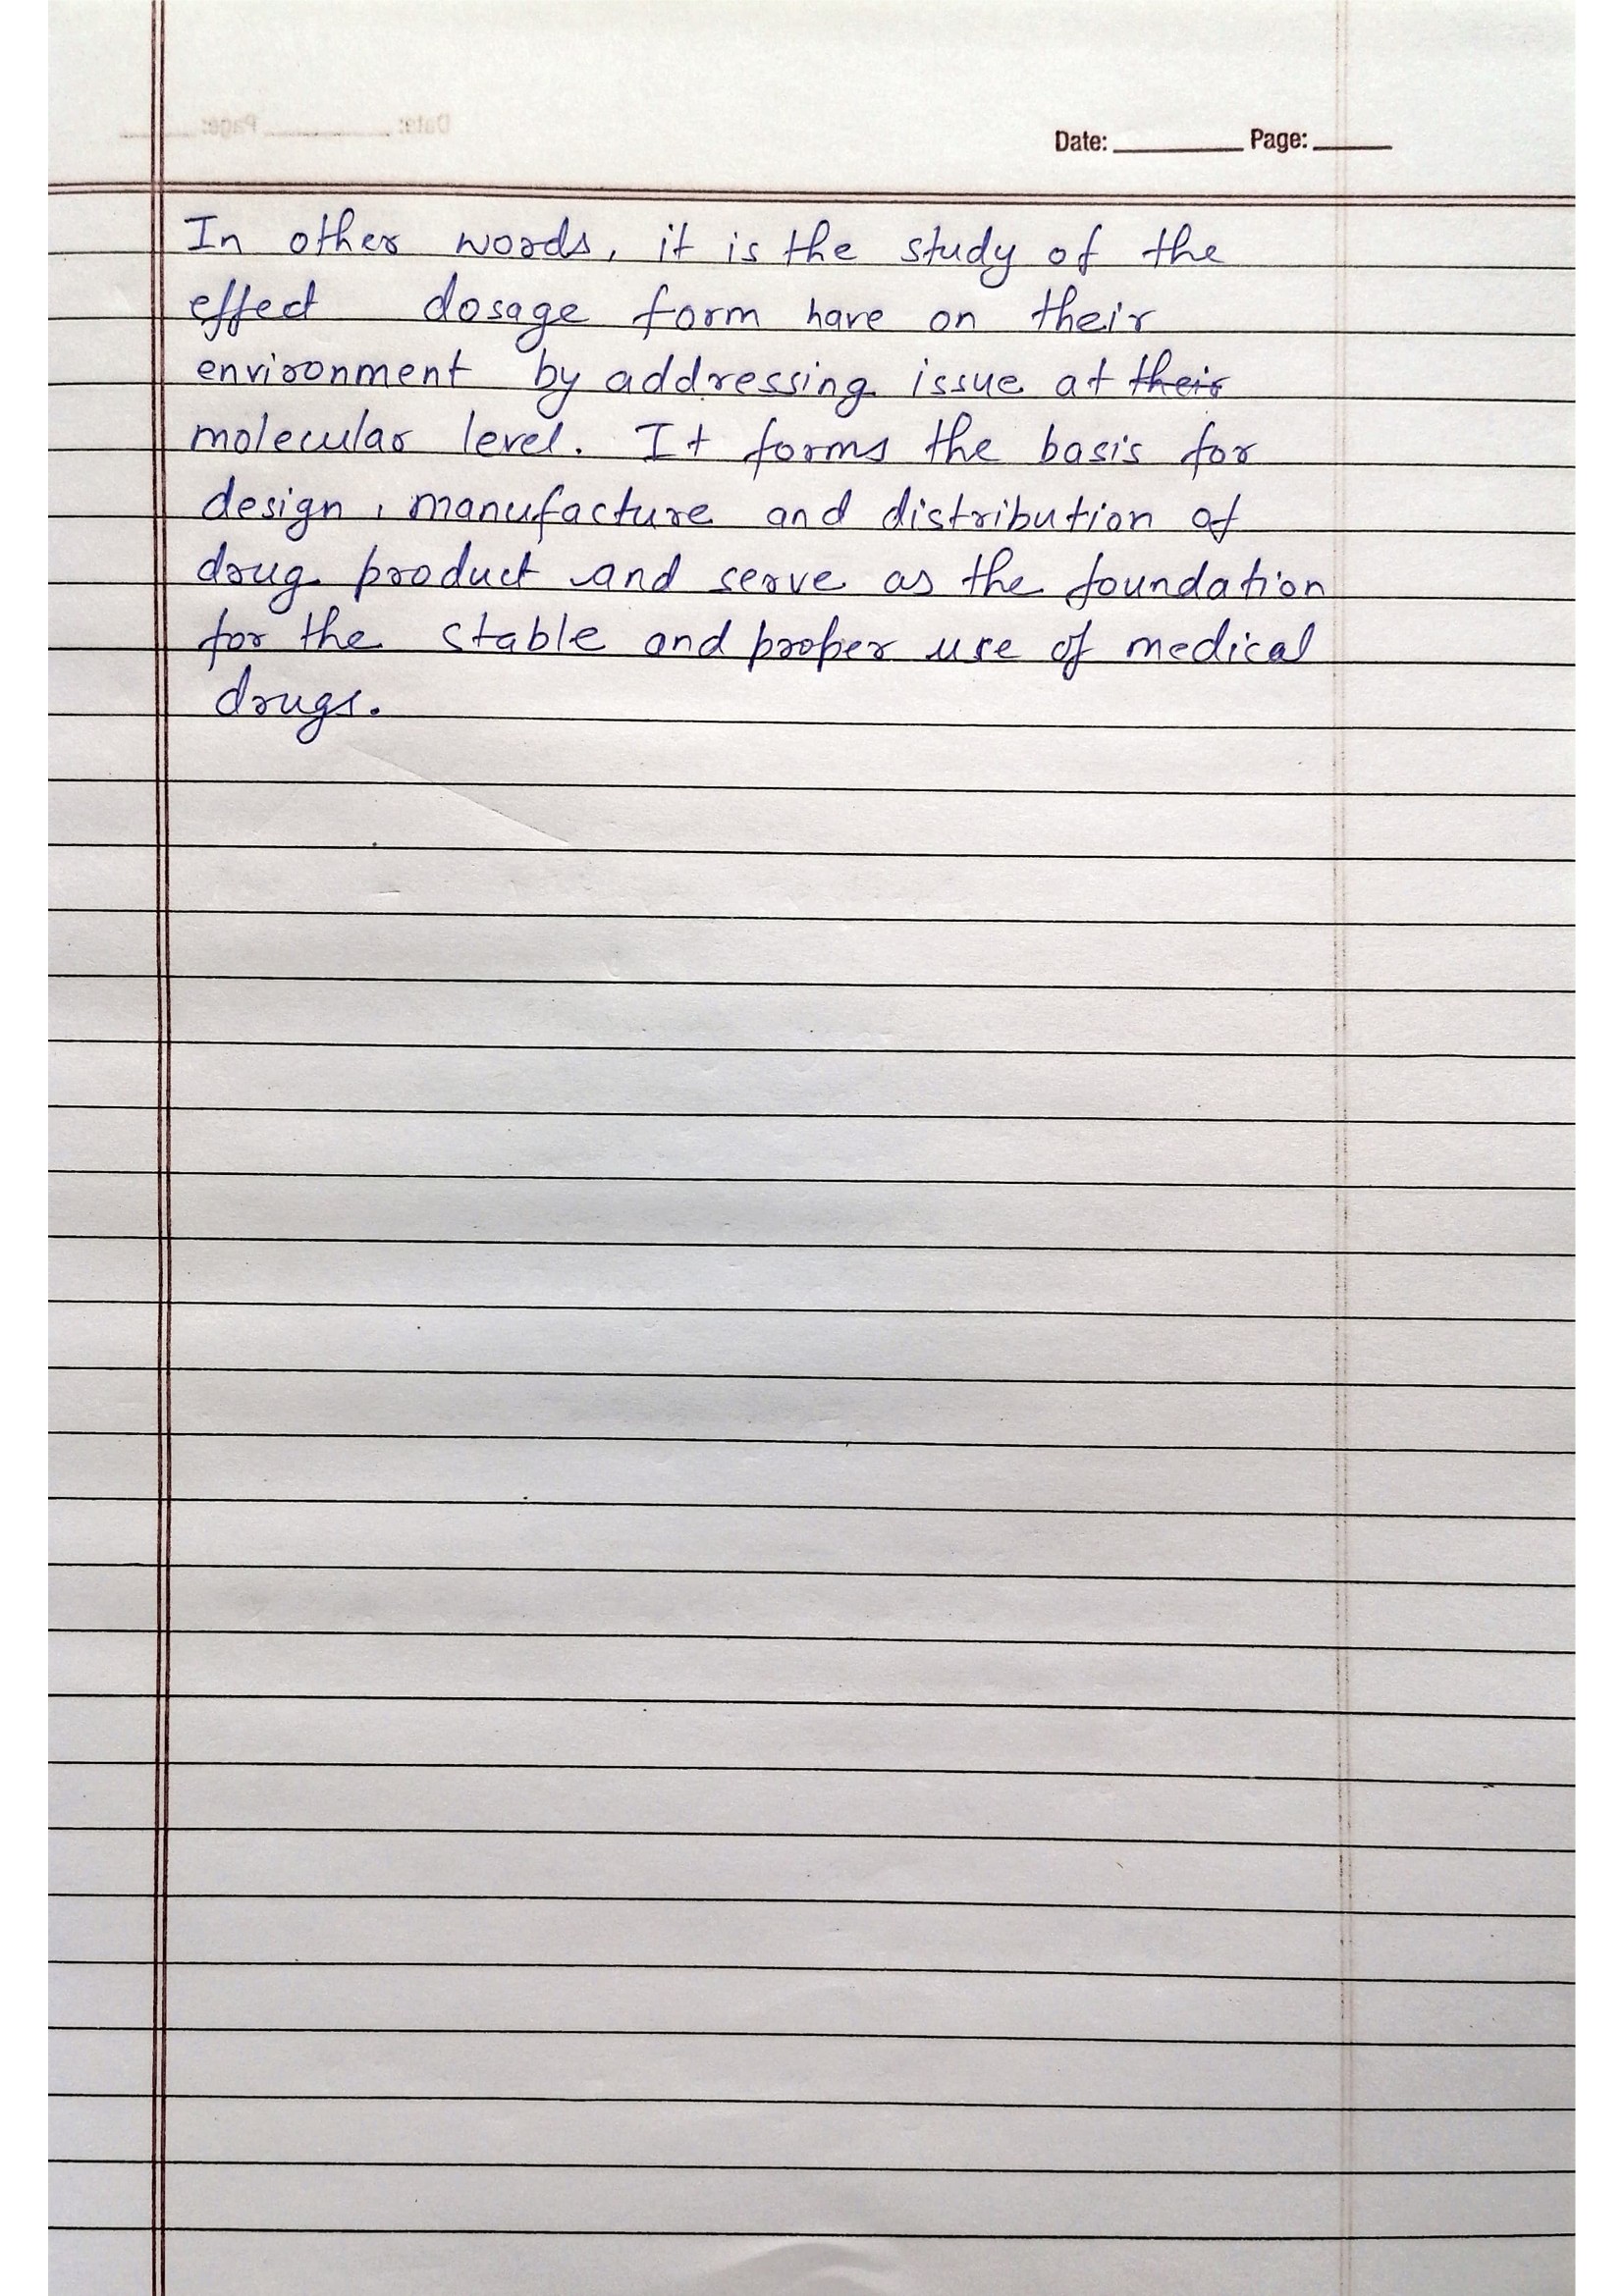 Date: Page:
In other words, it is the study of the
effect dosage form have on their
environment by addressing issue at ~~their~~
molecular level. It forms the basis for
design, manufacture and distribution of
drug product and serve as the foundation
for the stable and proper use of medical
drugs.